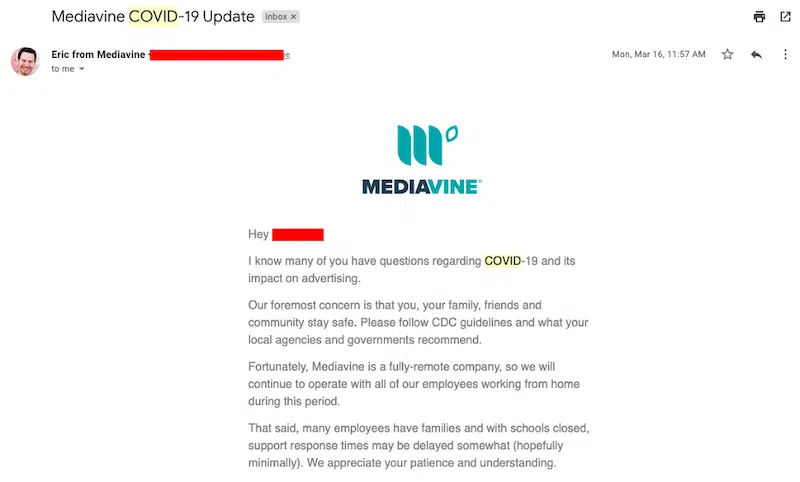 Mediavine COVID-19 Update Inbox ×
Eric from Mediavine
Mon, Mar 16, 11:57 AM
to me
MEDIAVINE®
Hey
I know many of you have questions regarding COVID-19 and its
impact on advertising.
Our foremost concern is that you, your family, friends and
community stay safe. Please follow CDC guidelines and what your
local agencies and governments recommend.
Fortunately, Mediavine is a fully-remote company, so we will
continue to operate with all of our employees working from home
during this period.
That said, many employees have families and with schools closed,
support response times may be delayed somewhat (hopefully
minimally). We appreciate your patience and understanding.